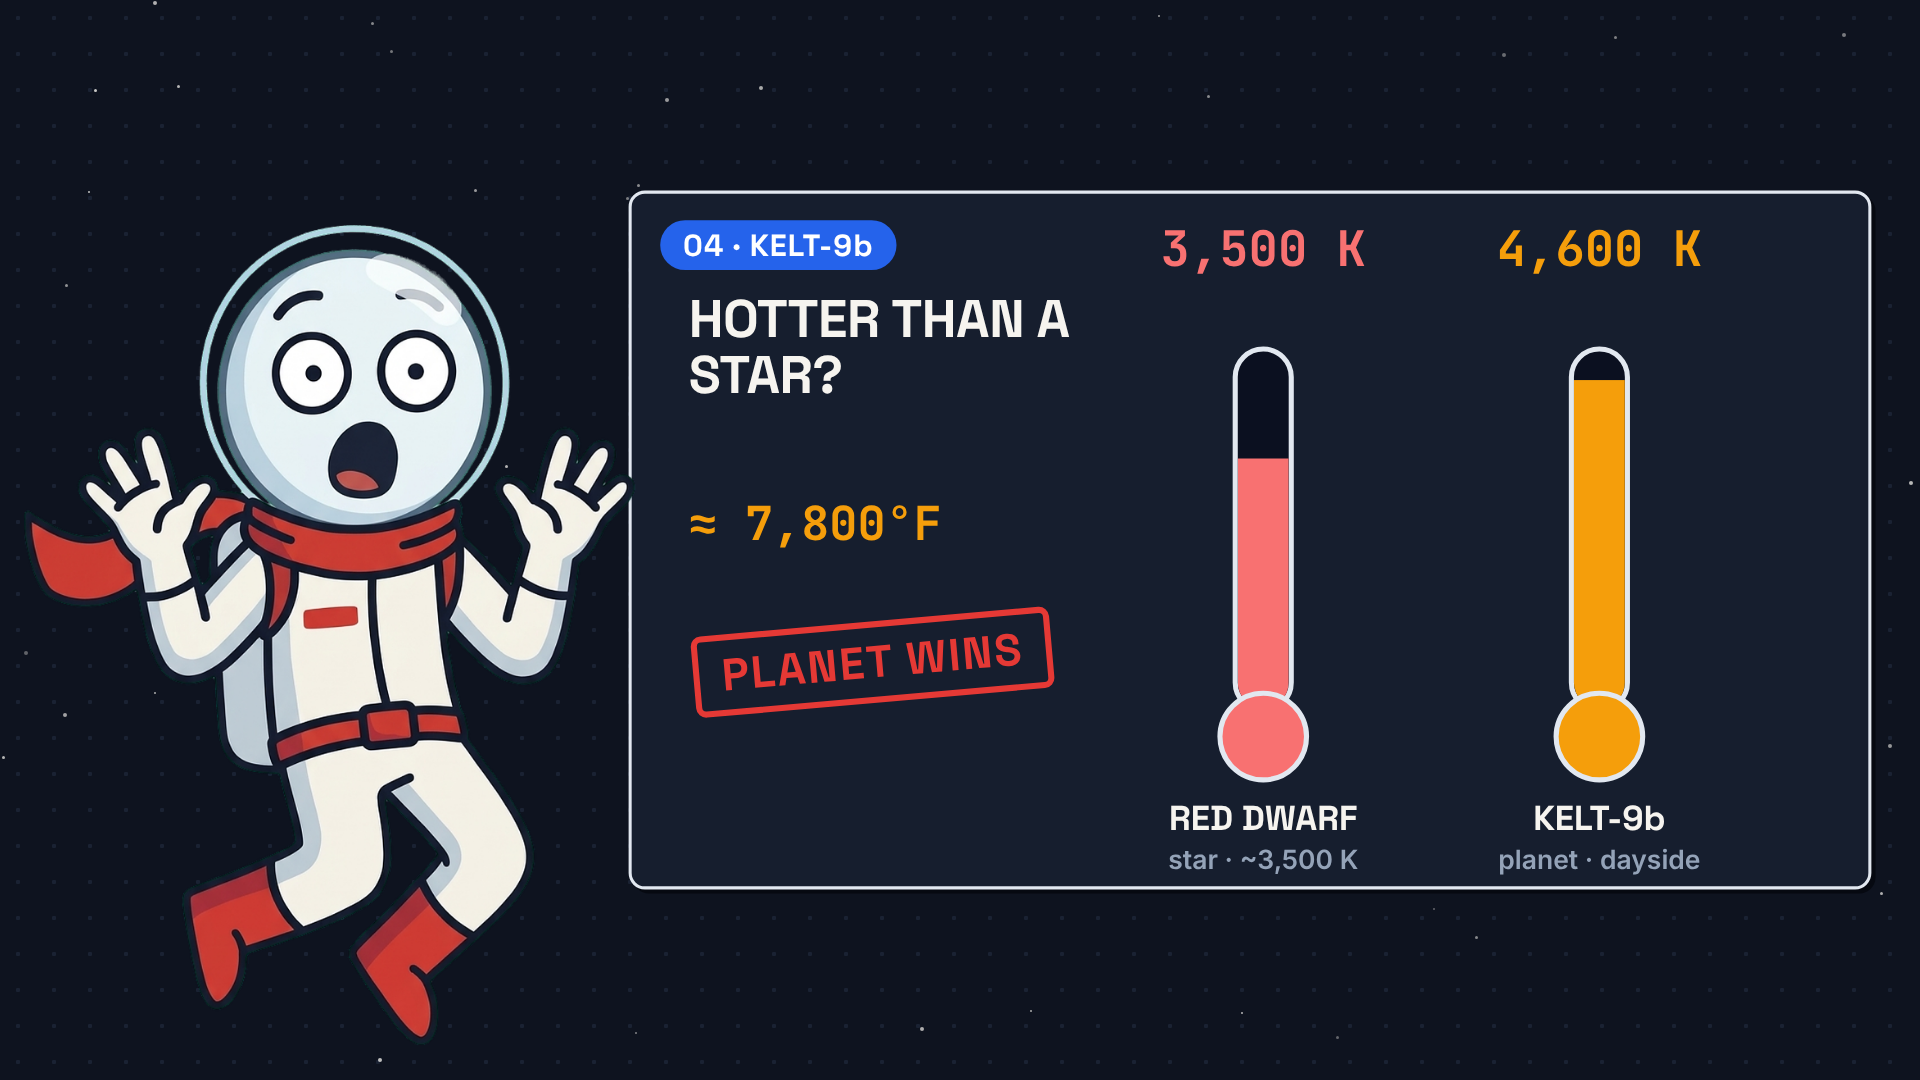 04 · KELT-9b
HOTTER THAN A
STAR?
≈ 7,800°F
PLANET WINS
3,500 K
4,600 K
RED DWARF
star · ~3,500 K
KELT-9b
planet · dayside